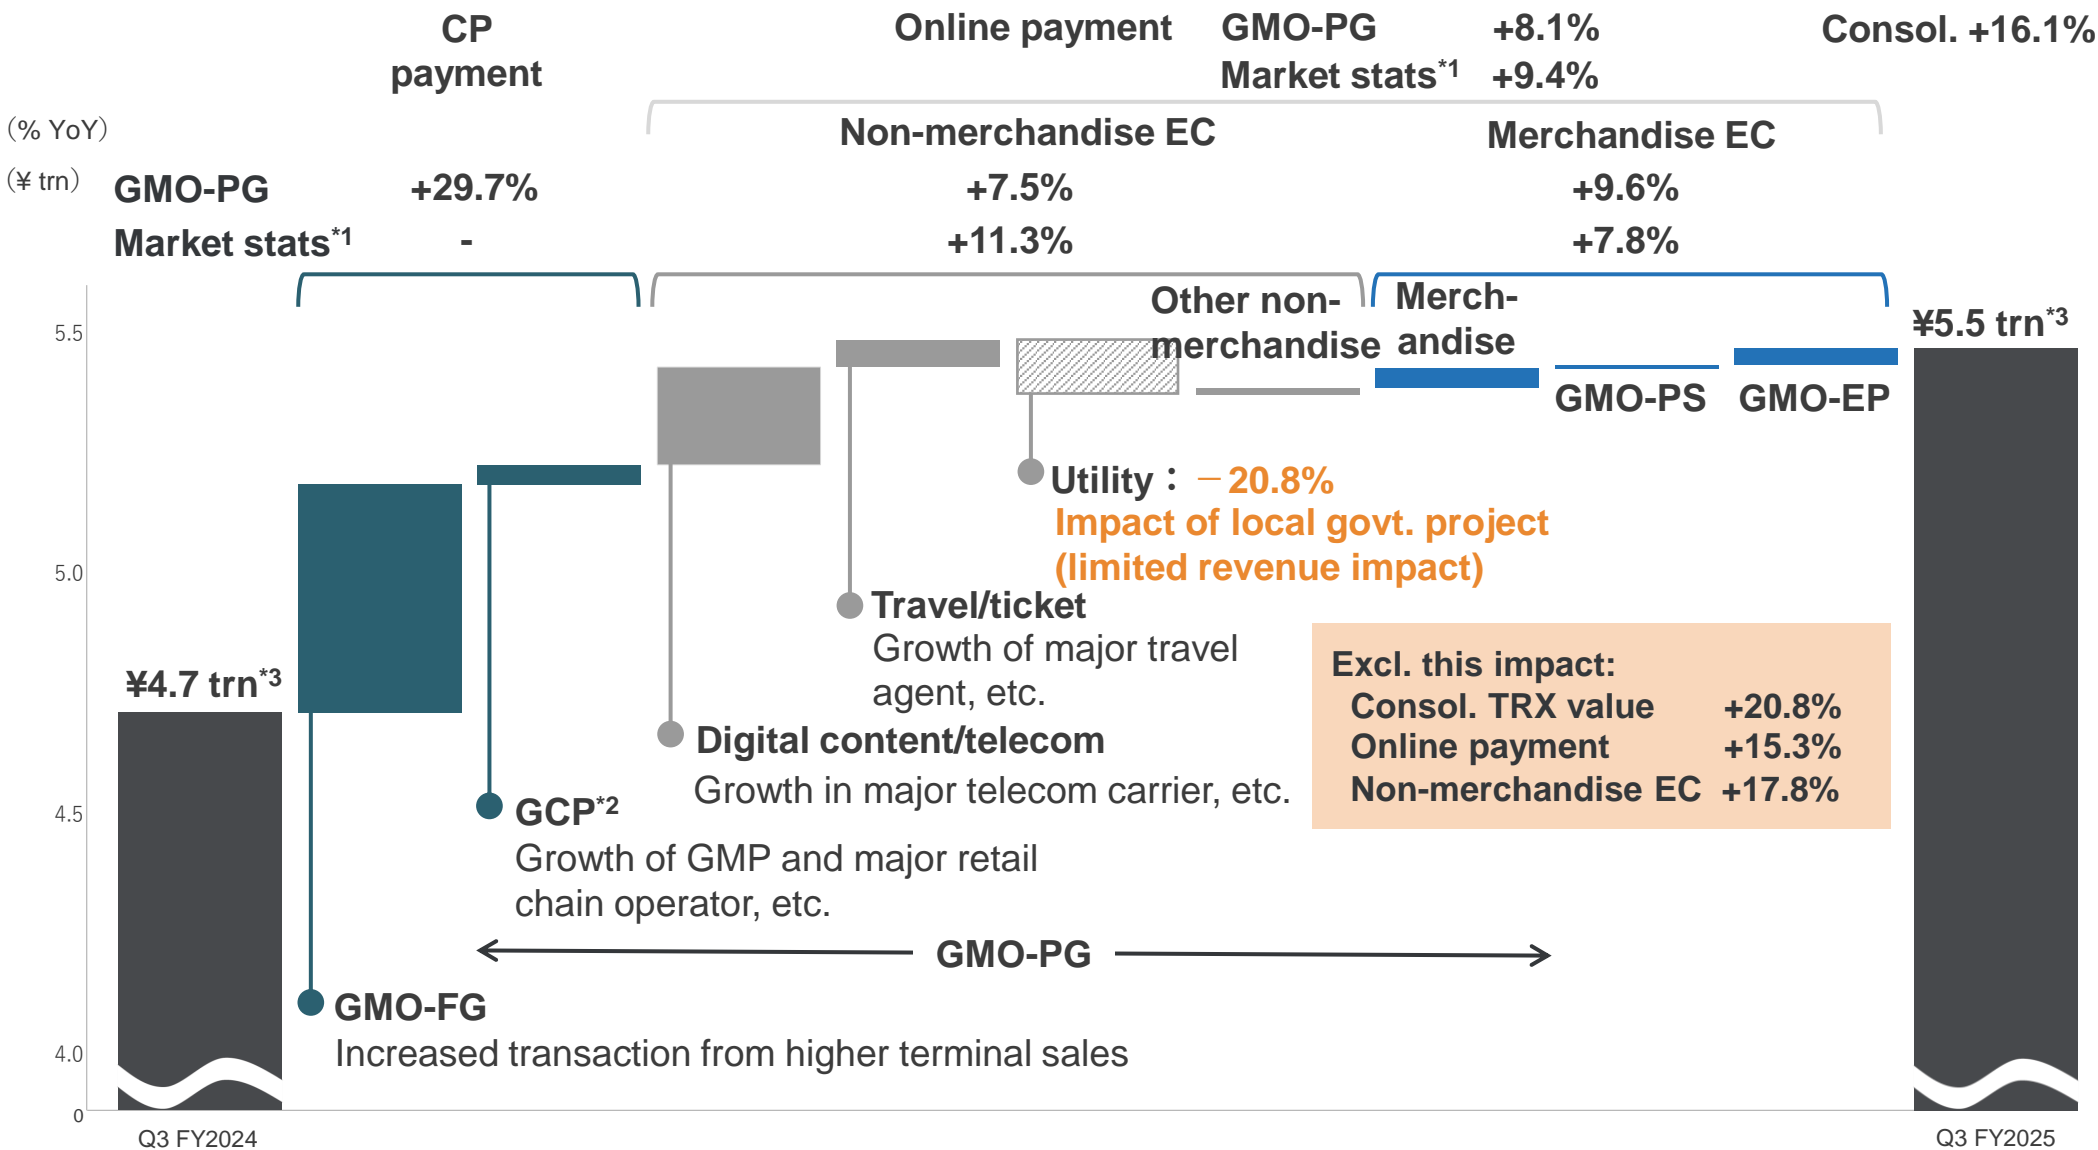 CP
payment
Online payment GMO-PG +8.1%
Market stats*1 +9.4%
Consol. +16.1%
（% YoY）
（¥ trn）
Non-merchandise EC
Merchandise EC
GMO-PG +29.7% +7.5% +9.6%
Market stats*1 - +11.3% +7.8%
Other non-
merchandise
Merch-
andise
¥5.5 trn*3
5.5
5.0
4.5
4.0
0
GMO-PS
GMO-EP
Utility：－20.8%
Impact of local govt. project
(limited revenue impact)
Travel/ticket
Growth of major travel
agent, etc.
Excl. this impact:
Consol. TRX value +20.8%
Online payment +15.3%
Non-merchandise EC +17.8%
¥4.7 trn*3
Digital content/telecom
Growth in major telecom carrier, etc.
GCP*2
Growth of GMP and major retail
chain operator, etc.
GMO-PG
GMO-FG
Increased transaction from higher terminal sales
Q3 FY2024
Q3 FY2025